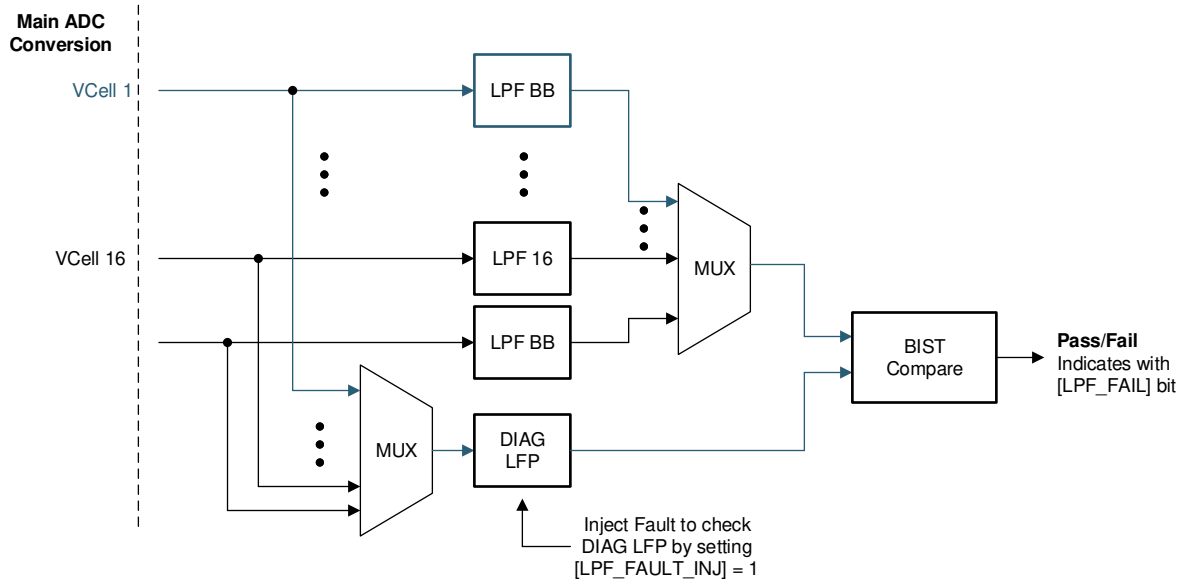 Main ADC
Conversion
VCell 1
LPF BB
VCell 16
LPF 16
MUX
LPF BB
BIST
Compare
Pass/Fail
Indicates with
[LPF_FAIL] bit
MUX
DIAG
LFP
Inject Fault to check
DIAG LFP by setting
[LPF_FAULT_INJ] = 1